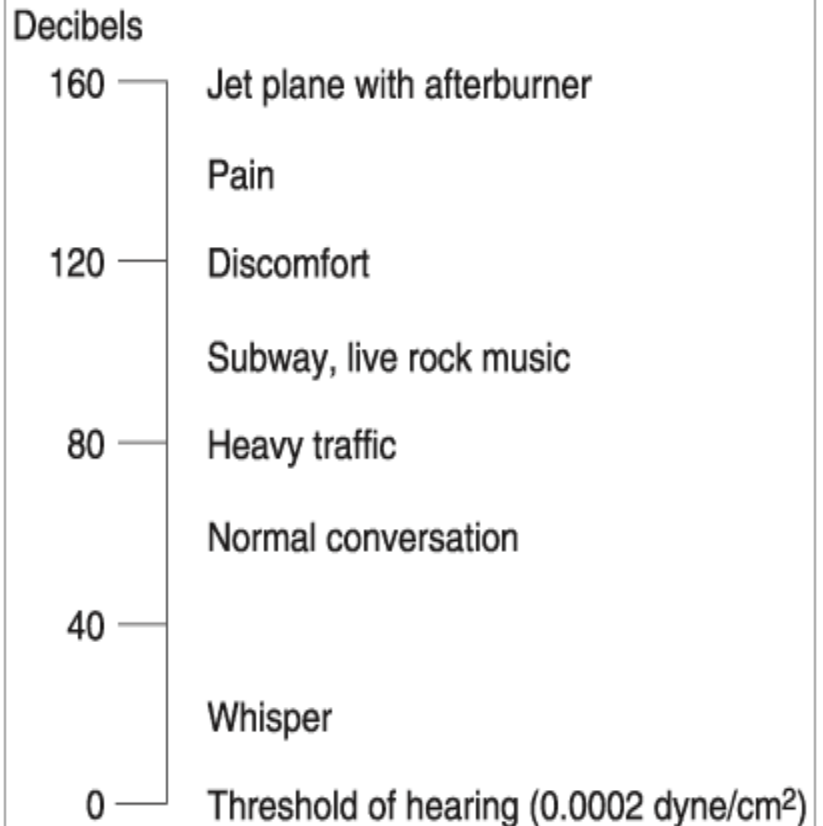 Decibels
160 Jet plane with afterburner
Pain
120 Discomfort
Subway, live rock music
80 Heavy traffic
Normal conversation
40
Whisper
0 Threshold of hearing (0.0002 dyne/cm²)